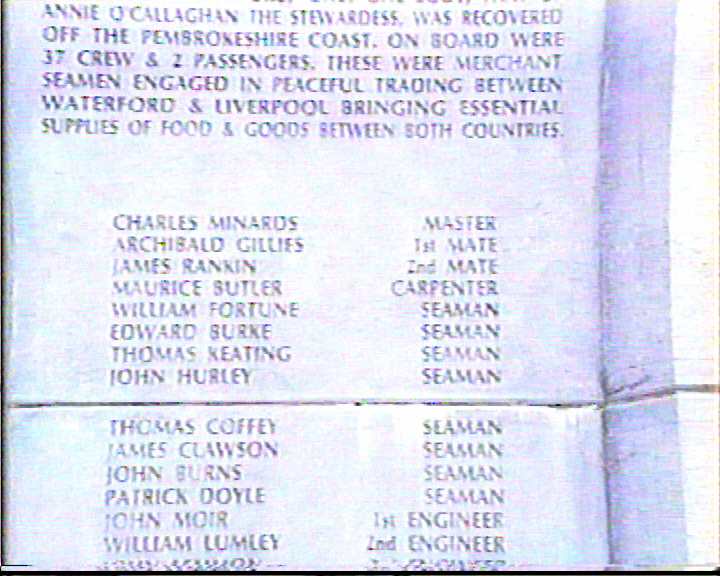 ANNIE O'CALLAGHAN THE STEWARDESS, WAS RECOVERED
OFF THE PEMBROKESHIRE COAST. ON BOARD WERE
37 CREW & 2 PASSENGERS. THESE WERE MERCHANT
SEAMEN ENGAGED IN PEACEFUL TRADING BETWEEN
WATERFORD & LIVERPOOL BRINGING ESSENTIAL
SUPPLIES OF FOOD & GOODS BETWEEN BOTH COUNTRIES.
CHARLES MINARDS MASTER
ARCHIBALD GILLIES 1st MATE
JAMES RANKIN 2nd MATE
MAURICE BUTLER CARPENTER
WILLIAM FORTUNE SEAMAN
EDWARD BURKE SEAMAN
THOMAS KEATING SEAMAN
JOHN HURLEY SEAMAN
THOMAS COFFEY SEAMAN
JAMES CLAWSON SEAMAN
JOHN BURNS SEAMAN
PATRICK DOYLE SEAMAN
JOHN MOIR 1st ENGINEER
WILLIAM LUMLEY 2nd ENGINEER